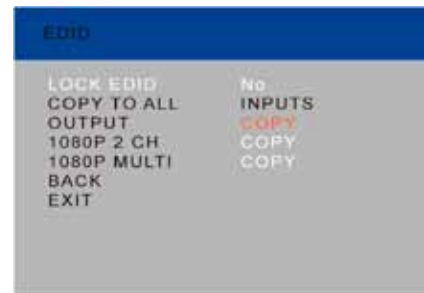 EDID
LOCK EDID No
COPY TO ALL INPUTS
OUTPUT COPY
1080P 2 CH COPY
1080P MULTI COPY
BACK
EXIT